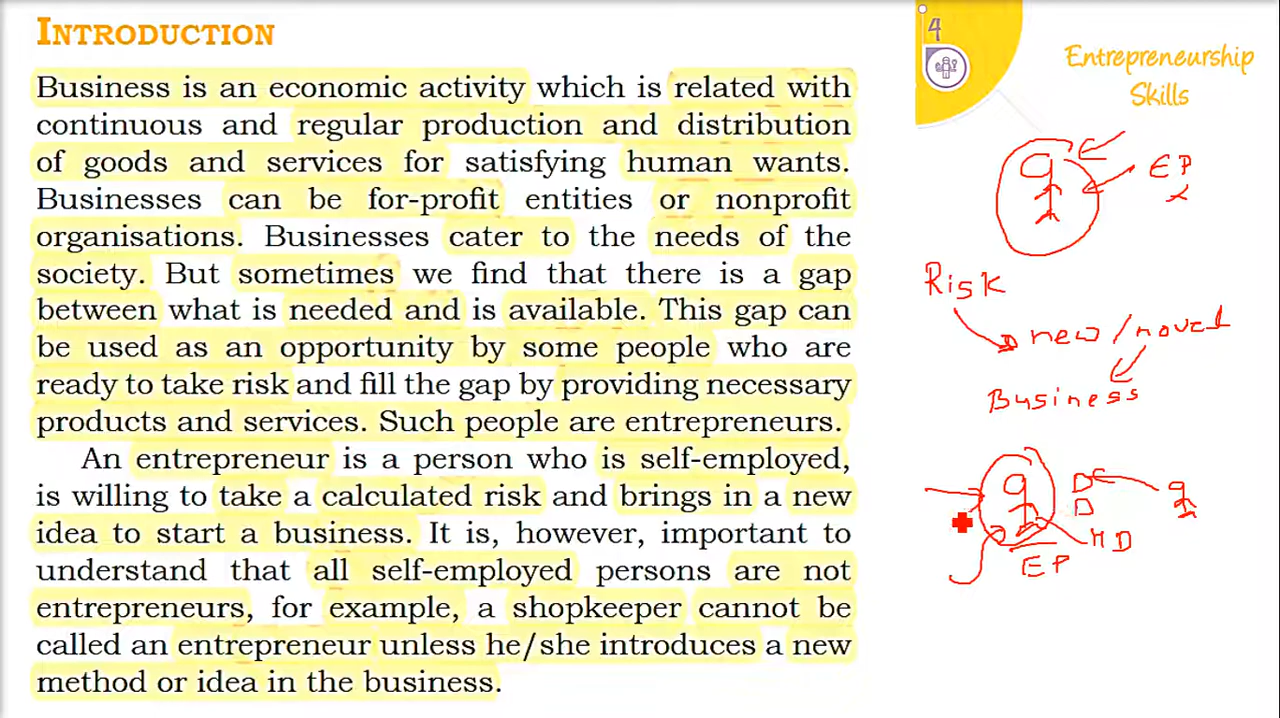 INTRODUCTION
Business is an economic activity which is related with
continuous and regular production and distribution
of goods and services for satisfying human wants.
Businesses can be for-profit entities or nonprofit
organisations. Businesses cater to the needs of the
society. But sometimes we find that there is a gap
between what is needed and is available. This gap can
be used as an opportunity by some people who are
ready to take risk and fill the gap by providing necessary
products and services. Such people are entrepreneurs.
An entrepreneur is a person who is self-employed,
is willing to take a calculated risk and brings in a new
idea to start a business. It is, however, important to
understand that all self-employed persons are not
entrepreneurs, for example, a shopkeeper cannot be
called an entrepreneur unless he/she introduces a new
method or idea in the business.
4
Entrepreneurship
Skills
EP
Risk
new / novel
Business
D
D
EP